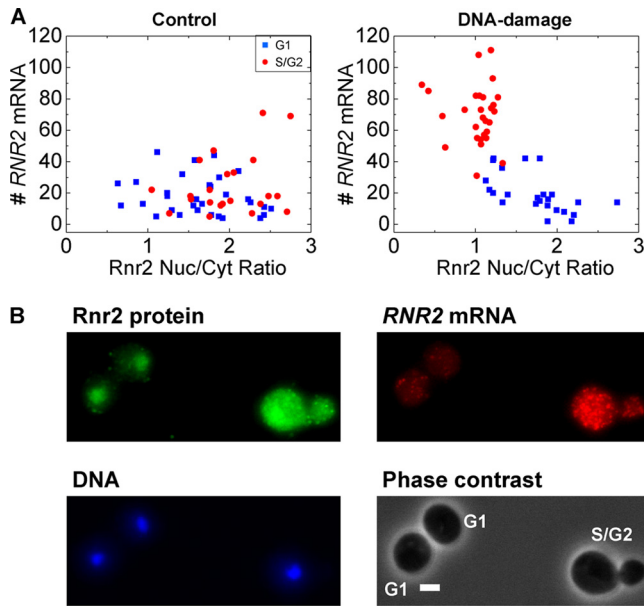 A
Control
DNA-damage
# RNR2 mRNA
120
100
80
60
40
20
0
G1
S/G2
0 1 2 3
Rnr2 Nuc/Cyt Ratio
# RNR2 mRNA
120
100
80
60
40
20
0
0 1 2 3
Rnr2 Nuc/Cyt Ratio
B
Rnr2 protein
RNR2 mRNA
DNA
Phase contrast
G1
S/G2
G1